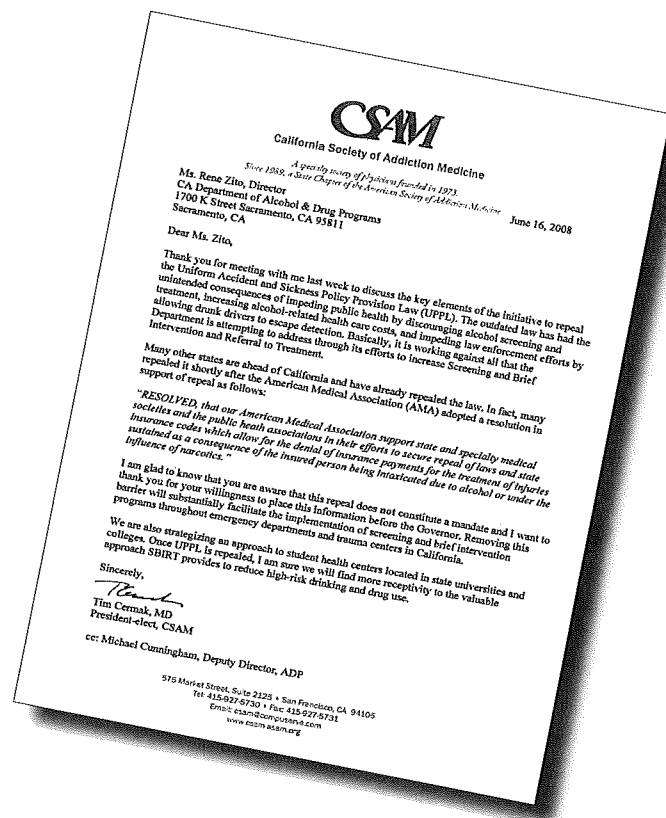 CSAM
California Society of Addiction Medicine
A specialty society of physicians founded in 1973.
Since 1989, a State Chapter of the American Society of Addiction Medicine
June 16, 2008
Ms. Rene Zito, Director
CA Department of Alcohol & Drug Programs
1700 K Street Sacramento, CA 95811
Sacramento, CA
Dear Ms. Zito,
Thank you for meeting with me last week to discuss the key elements of the initiative to repeal
the Uniform Accident and Sickness Policy Provision Law (UPPL). The outdated law has had the
unintended consequences of impeding public health by discouraging alcohol screening and
treatment, increasing alcohol-related health care costs, and impeding law enforcement efforts by
allowing drunk drivers to escape detection. Basically, it is working against all that the
Department is attempting to address through its efforts to increase Screening and Brief
Intervention and Referral to Treatment.
Many other states are ahead of California and have already repealed the law. In fact, many
repealed it shortly after the American Medical Association (AMA) adopted a resolution in
support of repeal as follows:
"RESOLVED, that our American Medical Association support state and specialty medical
societies and the public heath associations in their efforts to secure repeal of laws and state
insurance codes which allow for the denial of insurance payments for the treatment of injuries
sustained as a consequence of the insured person being intoxicated due to alcohol or under the
influence of narcotics."
I am glad to know that you are aware that this repeal does not constitute a mandate and I want to
thank you for your willingness to place this information before the Governor. Removing this
barrier will substantially facilitate the implementation of screening and brief intervention
programs throughout emergency departments and trauma centers in California.
We are also strategizing an approach to student health centers located in state universities and
colleges. Once UPPL is repealed, I am sure we will find more receptivity to the valuable
approach SBIRT provides to reduce high-risk drinking and drug use.
Sincerely,
Tim Cermak, MD
President-elect, CSAM
cc: Michael Cunningham, Deputy Director, ADP
575 Market Street, Suite 2125 • San Francisco, CA 94105
Tel: 415-927-5730 • Fax: 415-927-5731
Email: csam@compuserve.com
www.csam-asam.org